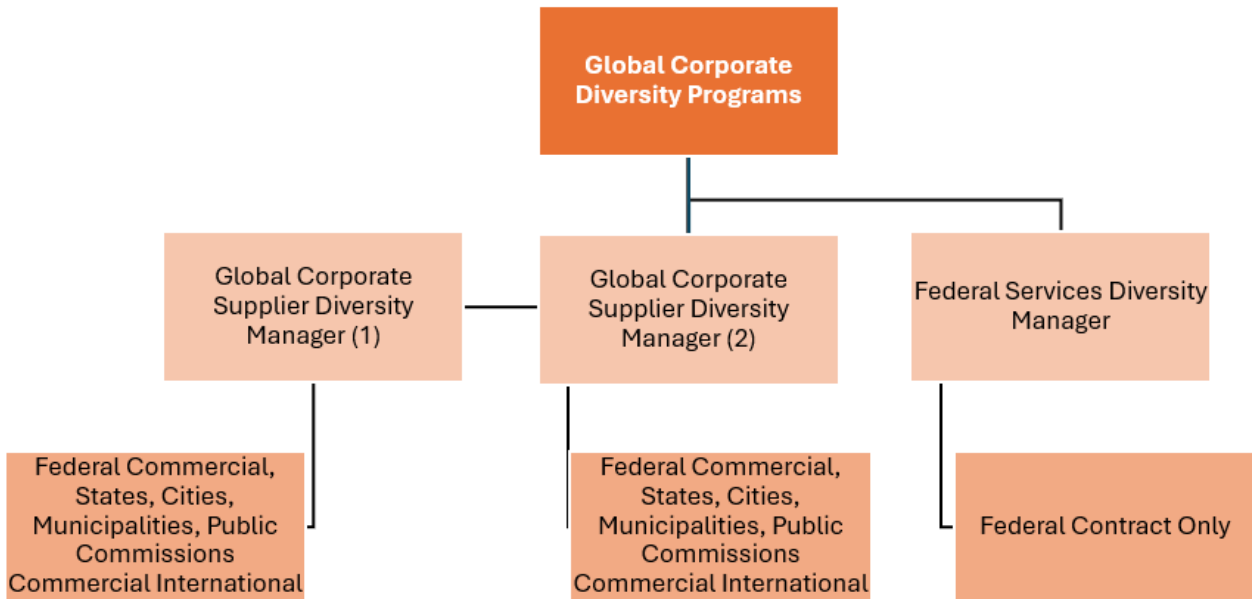 Global Corporate
Diversity Programs
Global Corporate
Supplier Diversity
Manager (1)
Global Corporate
Supplier Diversity
Manager (2)
Federal Services Diversity
Manager
Federal Commercial,
States, Cities,
Municipalities, Public
Commissions
Commercial International
Federal Commercial,
States, Cities,
Municipalities, Public
Commissions
Commercial International
Federal Contract Only